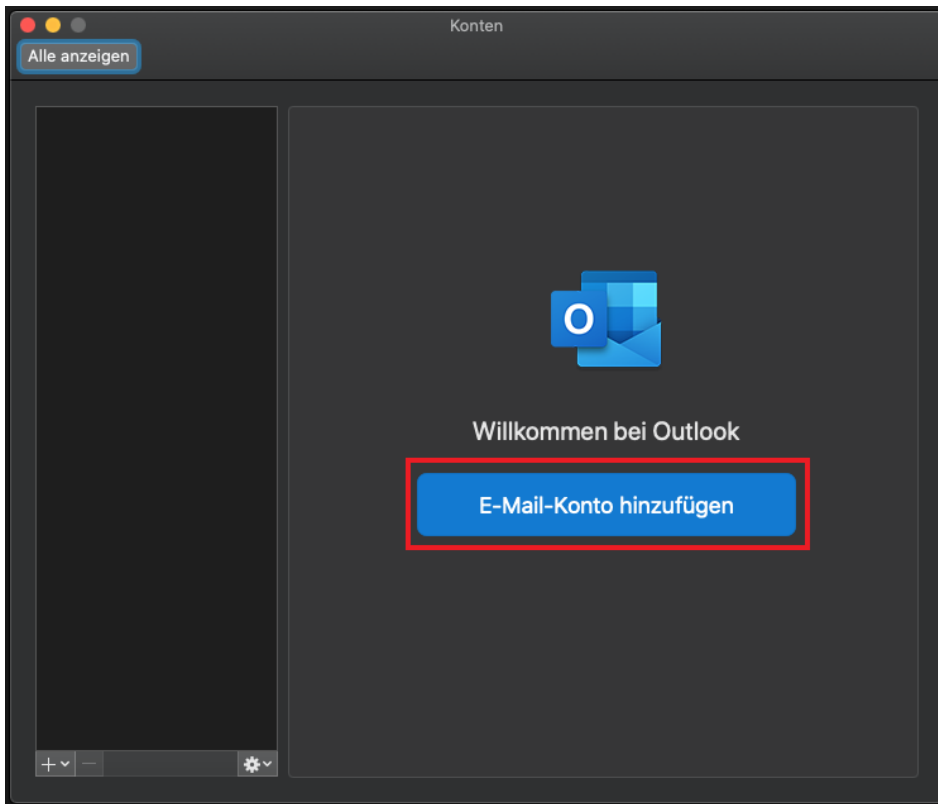 Konten
Alle anzeigen
O
Willkommen bei Outlook
E-Mail-Konto hinzufügen